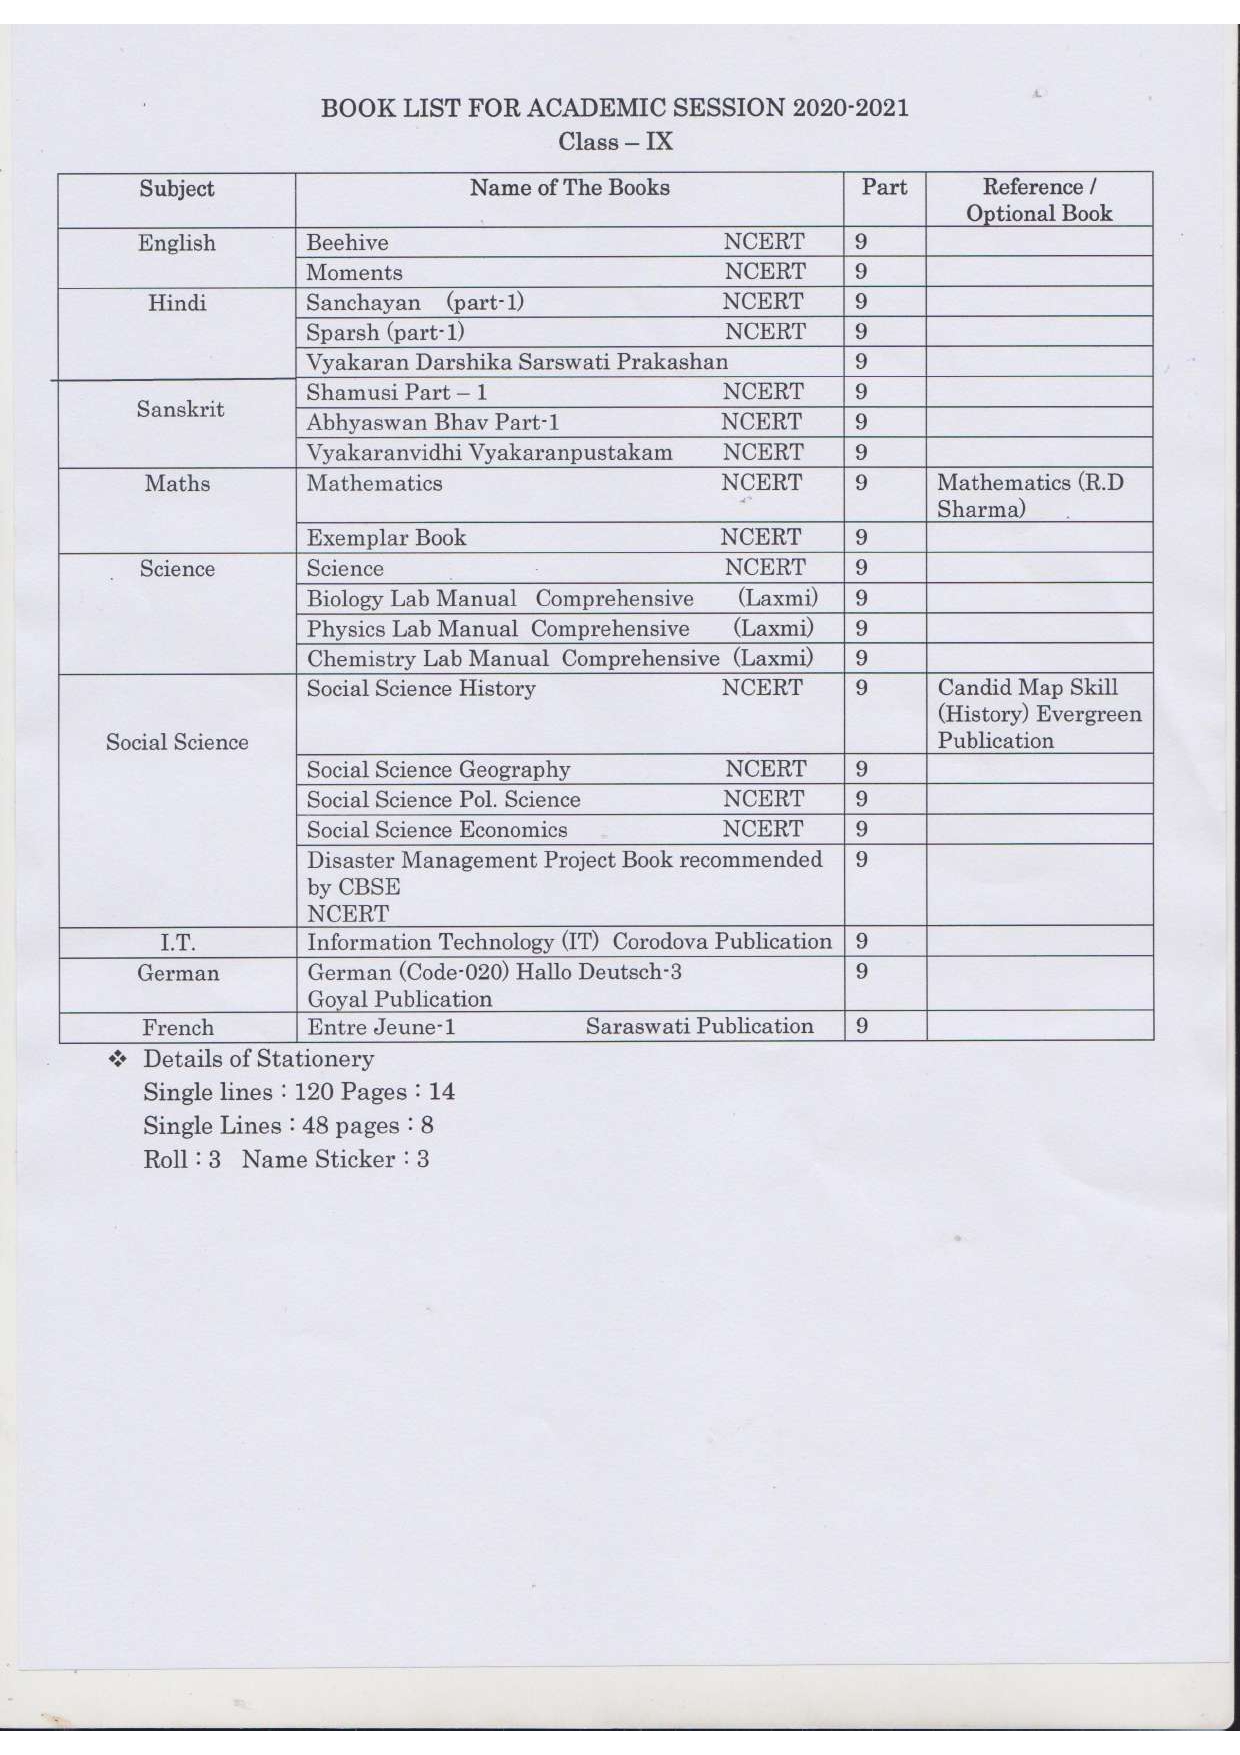 BOOK LIST FOR ACADEMIC SESSION 2020-2021
Class – IX
Subject Name of The Books Part Reference / Optional Book
English Beehive NCERT 9
Moments NCERT 9
Hindi Sanchayan (part-1) NCERT 9
Sparsh (part-1) NCERT 9
Vyakaran Darshika Sarswati Prakashan 9
Sanskrit Shamusi Part – 1 NCERT 9
Abhyaswan Bhav Part-1 NCERT 9
Vyakaranvidhi Vyakaranpustakam NCERT 9
Maths Mathematics NCERT 9 Mathematics (R.D
Sharma)
Exemplar Book NCERT 9
Science Science NCERT 9
Biology Lab Manual Comprehensive (Laxmi) 9
Physics Lab Manual Comprehensive (Laxmi) 9
Chemistry Lab Manual Comprehensive (Laxmi) 9
Social Science Social Science History NCERT 9 Candid Map Skill
(History) Evergreen
Publication
Social Science Geography NCERT 9
Social Science Pol. Science NCERT 9
Social Science Economics NCERT 9
Disaster Management Project Book recommended 9
by CBSE
NCERT
I.T. Information Technology (IT) Corodova Publication 9
German German (Code-020) Hallo Deutsch-3 9
Goyal Publication
French Entre Jeune-1 Saraswati Publication 9
❖ Details of Stationery
Single lines : 120 Pages : 14
Single Lines : 48 pages : 8
Roll : 3 Name Sticker : 3